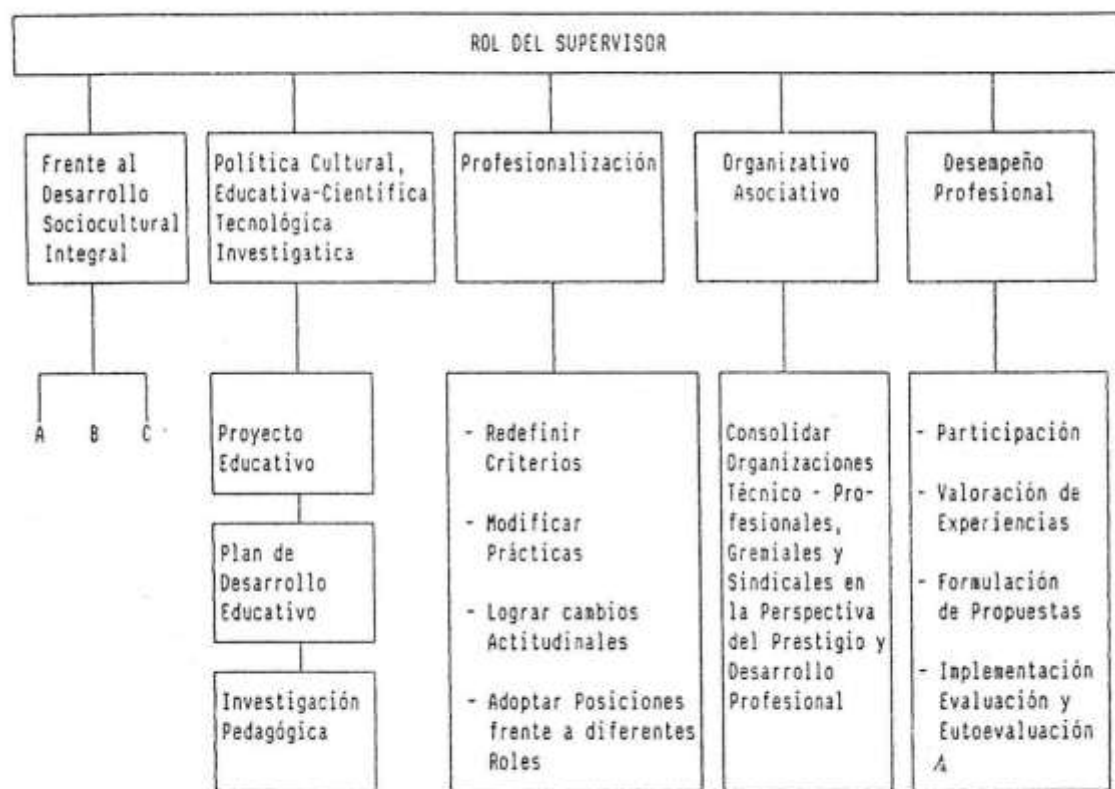 ROL DEL SUPERVISOR
Frente al
Desarrollo
Sociocultural
Integral
Política Cultural,
Educativa-Científica
Tecnológica
Investigatica
Profesionalización
Organizativo
Asociativo
Desempeño
Profesional
A B C
Proyecto
Educativo
Plan de
Desarrollo
Educativo
Investigación
Pedagógica
- Redefinir
Criterios
- Modificar
Prácticas
- Lograr cambios
Actitudinales
- Adoptar Posiciones
frente a diferentes
Roles
Consolidar
Organizaciones
Técnico - Pro-
fesionales,
Gremiales y
Sindicales en
la Perspectiva
del Prestigio y
Desarrollo
Profesional
- Participación
- Valoración de
Experiencias
- Formulación
de Propuestas
- Implementación
Evaluación y
Eutoevaluación
A